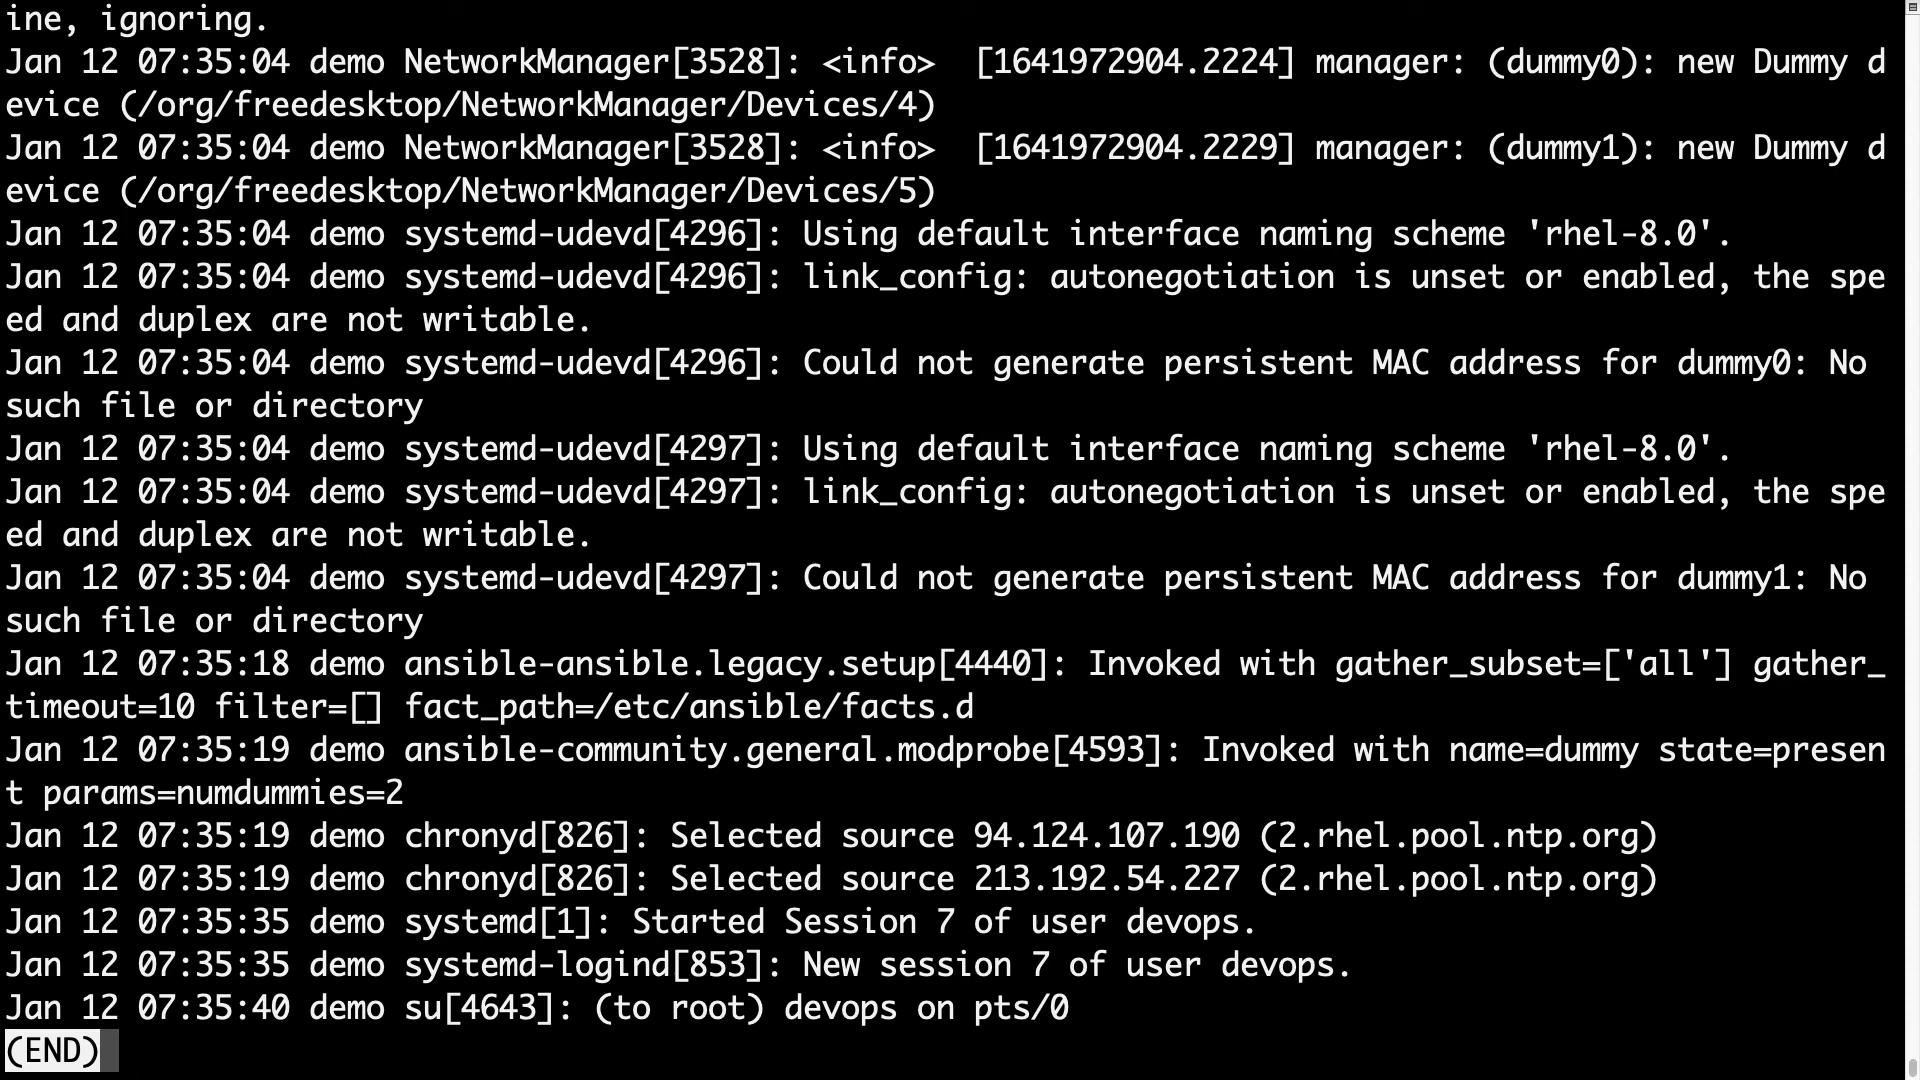 ine, ignoring.
Jan 12 07:35:04 demo NetworkManager[3528]: <info>  [1641972904.2224] manager: (dummy0): new Dummy d
evice (/org/freedesktop/NetworkManager/Devices/4)
Jan 12 07:35:04 demo NetworkManager[3528]: <info>  [1641972904.2229] manager: (dummy1): new Dummy d
evice (/org/freedesktop/NetworkManager/Devices/5)
Jan 12 07:35:04 demo systemd-udevd[4296]: Using default interface naming scheme 'rhel-8.0'.
Jan 12 07:35:04 demo systemd-udevd[4296]: link_config: autonegotiation is unset or enabled, the spe
ed and duplex are not writable.
Jan 12 07:35:04 demo systemd-udevd[4296]: Could not generate persistent MAC address for dummy0: No
such file or directory
Jan 12 07:35:04 demo systemd-udevd[4297]: Using default interface naming scheme 'rhel-8.0'.
Jan 12 07:35:04 demo systemd-udevd[4297]: link_config: autonegotiation is unset or enabled, the spe
ed and duplex are not writable.
Jan 12 07:35:04 demo systemd-udevd[4297]: Could not generate persistent MAC address for dummy1: No
such file or directory
Jan 12 07:35:18 demo ansible-ansible.legacy.setup[4440]: Invoked with gather_subset=['all'] gather_
timeout=10 filter=[] fact_path=/etc/ansible/facts.d
Jan 12 07:35:19 demo ansible-community.general.modprobe[4593]: Invoked with name=dummy state=presen
t params=numdummies=2
Jan 12 07:35:19 demo chronyd[826]: Selected source 94.124.107.190 (2.rhel.pool.ntp.org)
Jan 12 07:35:19 demo chronyd[826]: Selected source 213.192.54.227 (2.rhel.pool.ntp.org)
Jan 12 07:35:35 demo systemd[1]: Started Session 7 of user devops.
Jan 12 07:35:35 demo systemd-logind[853]: New session 7 of user devops.
Jan 12 07:35:40 demo su[4643]: (to root) devops on pts/0
(END)